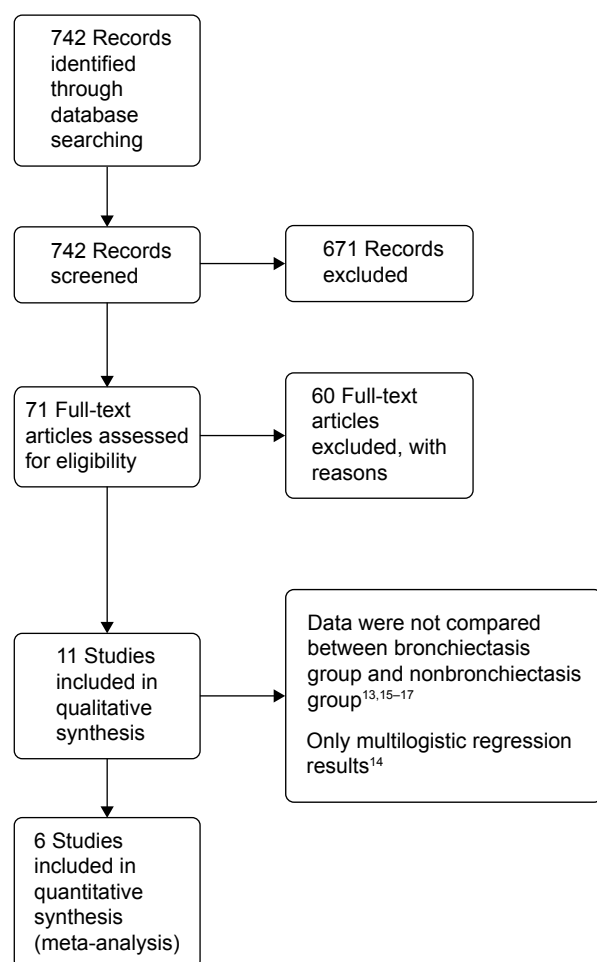 742 Records
identified
through
database
searching
742 Records
screened
671 Records
excluded
71 Full-text
articles assessed
for eligibility
60 Full-text
articles
excluded, with
reasons
11 Studies
included in
qualitative
synthesis
Data were not compared
between bronchiectasis
group and nonbronchiectasis
group13,15–17
Only multilogistic regression
results14
6 Studies
included in
quantitative
synthesis
(meta-analysis)